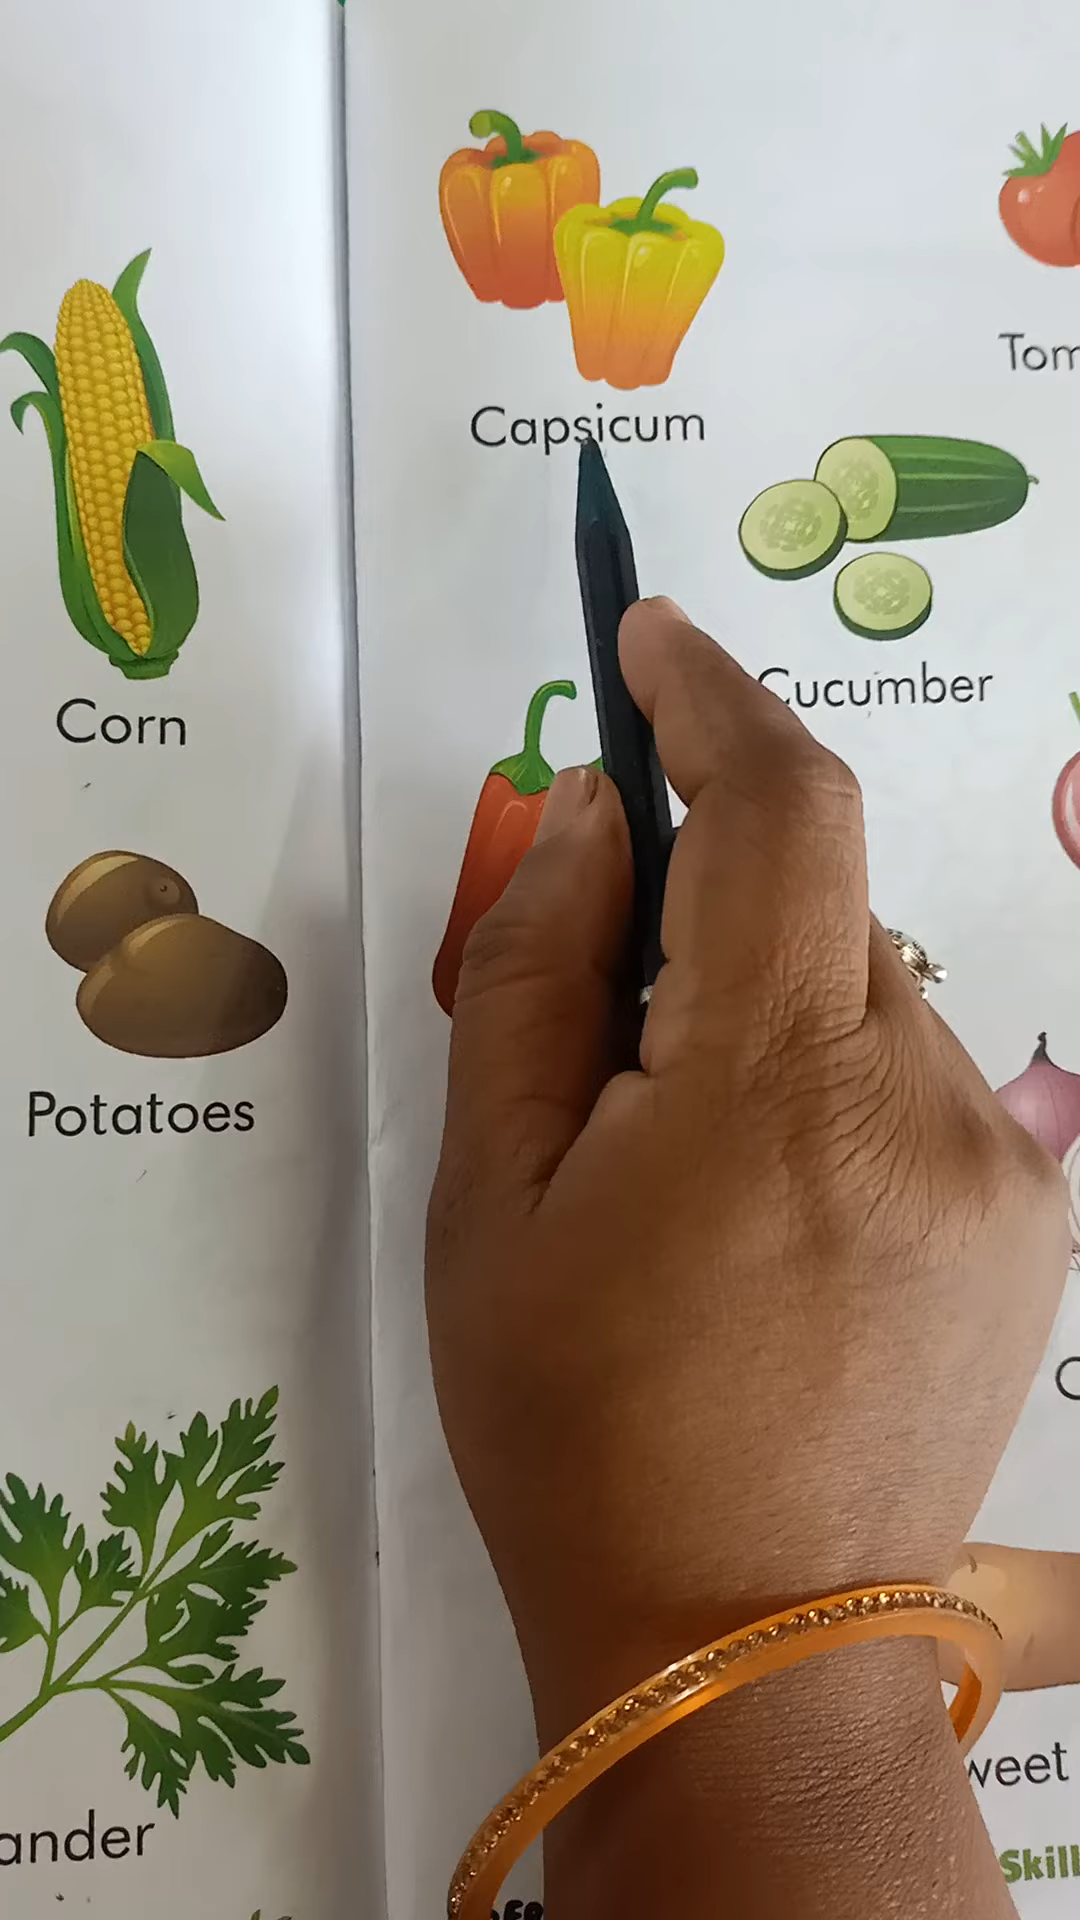 Corn
Potatoes
ander
Capsicum
Tom
Cucumber
weet
Skill